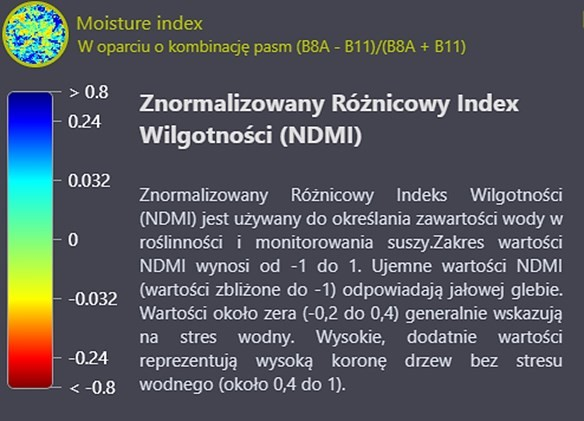 Moisture index
W oparciu o kombinację pasm (B8A - B11)/(B8A + B11)
> 0.8
0.24
0.032
0
-0.032
-0.24
< -0.8
Znormalizowany Różnicowy Index
Wilgotności (NDMI)
Znormalizowany Różnicowy Indeks Wilgotności
(NDMI) jest używany do określania zawartości wody w
roślinności i monitorowania suszy.Zakres wartości
NDMI wynosi od -1 do 1. Ujemne wartości NDMI
(wartości zbliżone do -1) odpowiadają jałowej glebie.
Wartości około zera (-0,2 do 0,4) generalnie wskazują
na stres wodny. Wysokie, dodatnie wartości
reprezentują wysoką koronę drzew bez stresu
wodnego (około 0,4 do 1).